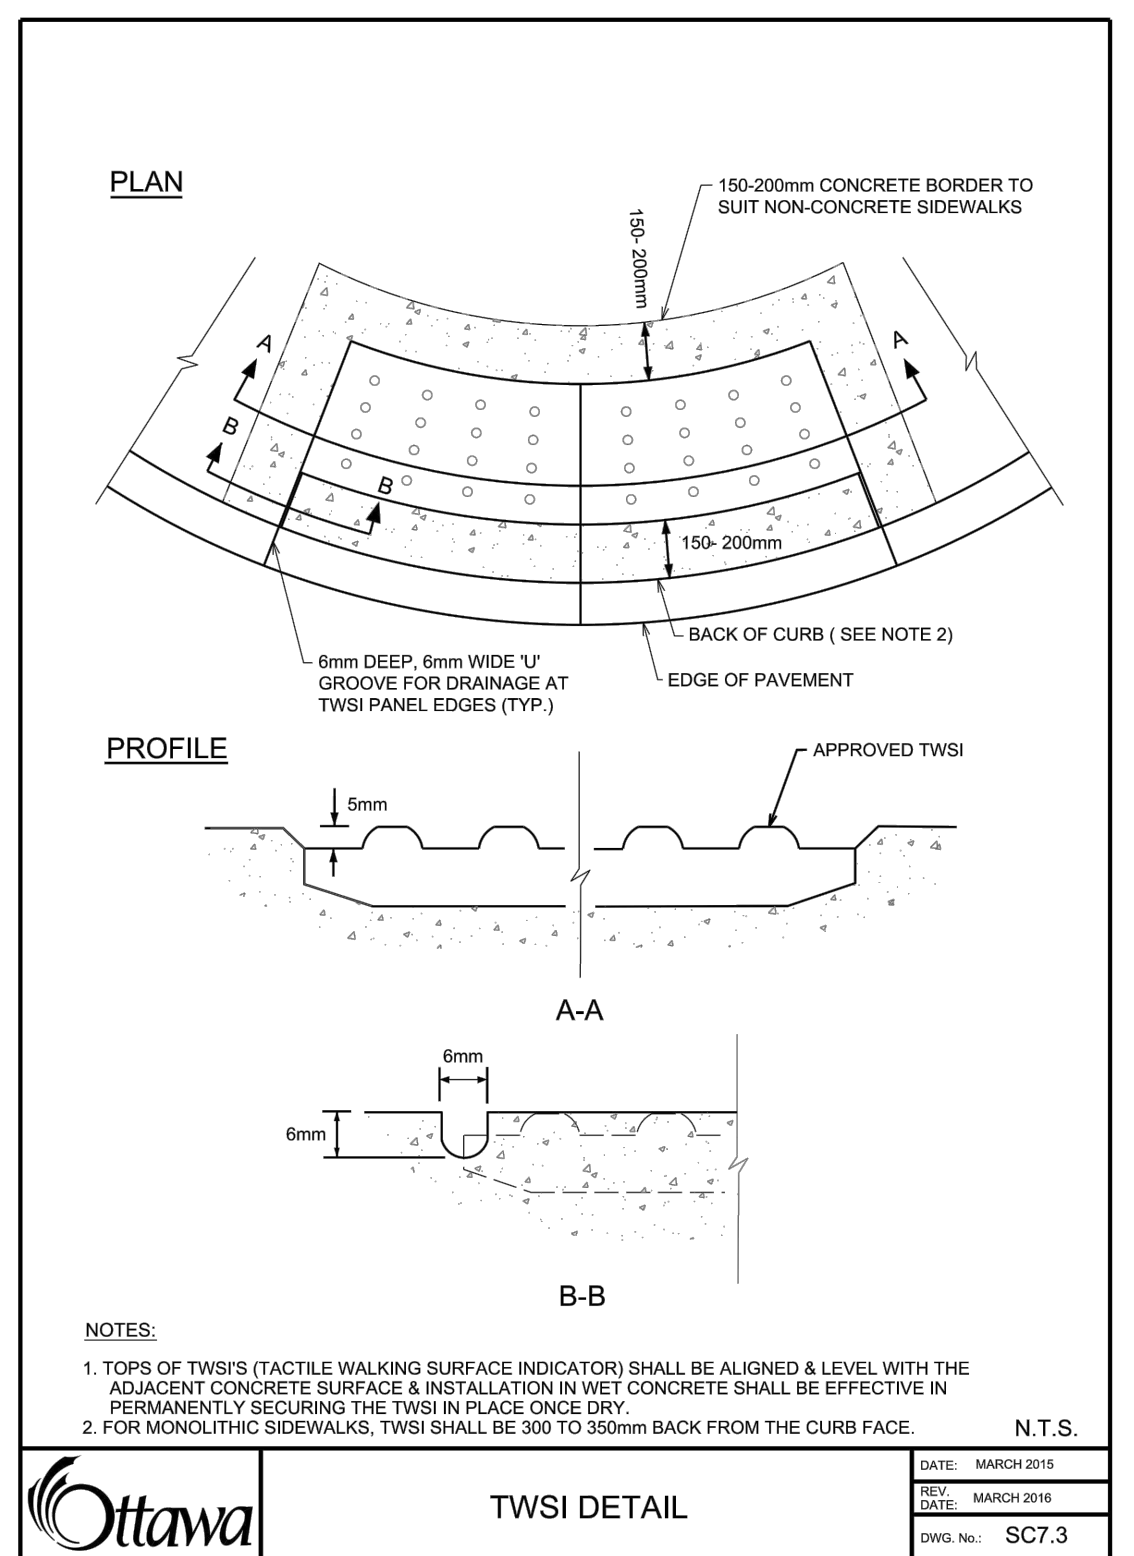 PLAN
150-200mm CONCRETE BORDER TO
SUIT NON-CONCRETE SIDEWALKS
150- 200mm
A
A
B
B
150- 200mm
BACK OF CURB ( SEE NOTE 2)
6mm DEEP, 6mm WIDE 'U'
GROOVE FOR DRAINAGE AT
TWSI PANEL EDGES (TYP.)
EDGE OF PAVEMENT
PROFILE
APPROVED TWSI
5mm
A-A
6mm
6mm
B-B
NOTES:
1. TOPS OF TWSI'S (TACTILE WALKING SURFACE INDICATOR) SHALL BE ALIGNED & LEVEL WITH THE
ADJACENT CONCRETE SURFACE & INSTALLATION IN WET CONCRETE SHALL BE EFFECTIVE IN
PERMANENTLY SECURING THE TWSI IN PLACE ONCE DRY.
2. FOR MONOLITHIC SIDEWALKS, TWSI SHALL BE 300 TO 350mm BACK FROM THE CURB FACE.
N.T.S.
Ottawa
TWSI DETAIL
DATE: MARCH 2015
REV.
DATE: MARCH 2016
DWG. No.: SC7.3